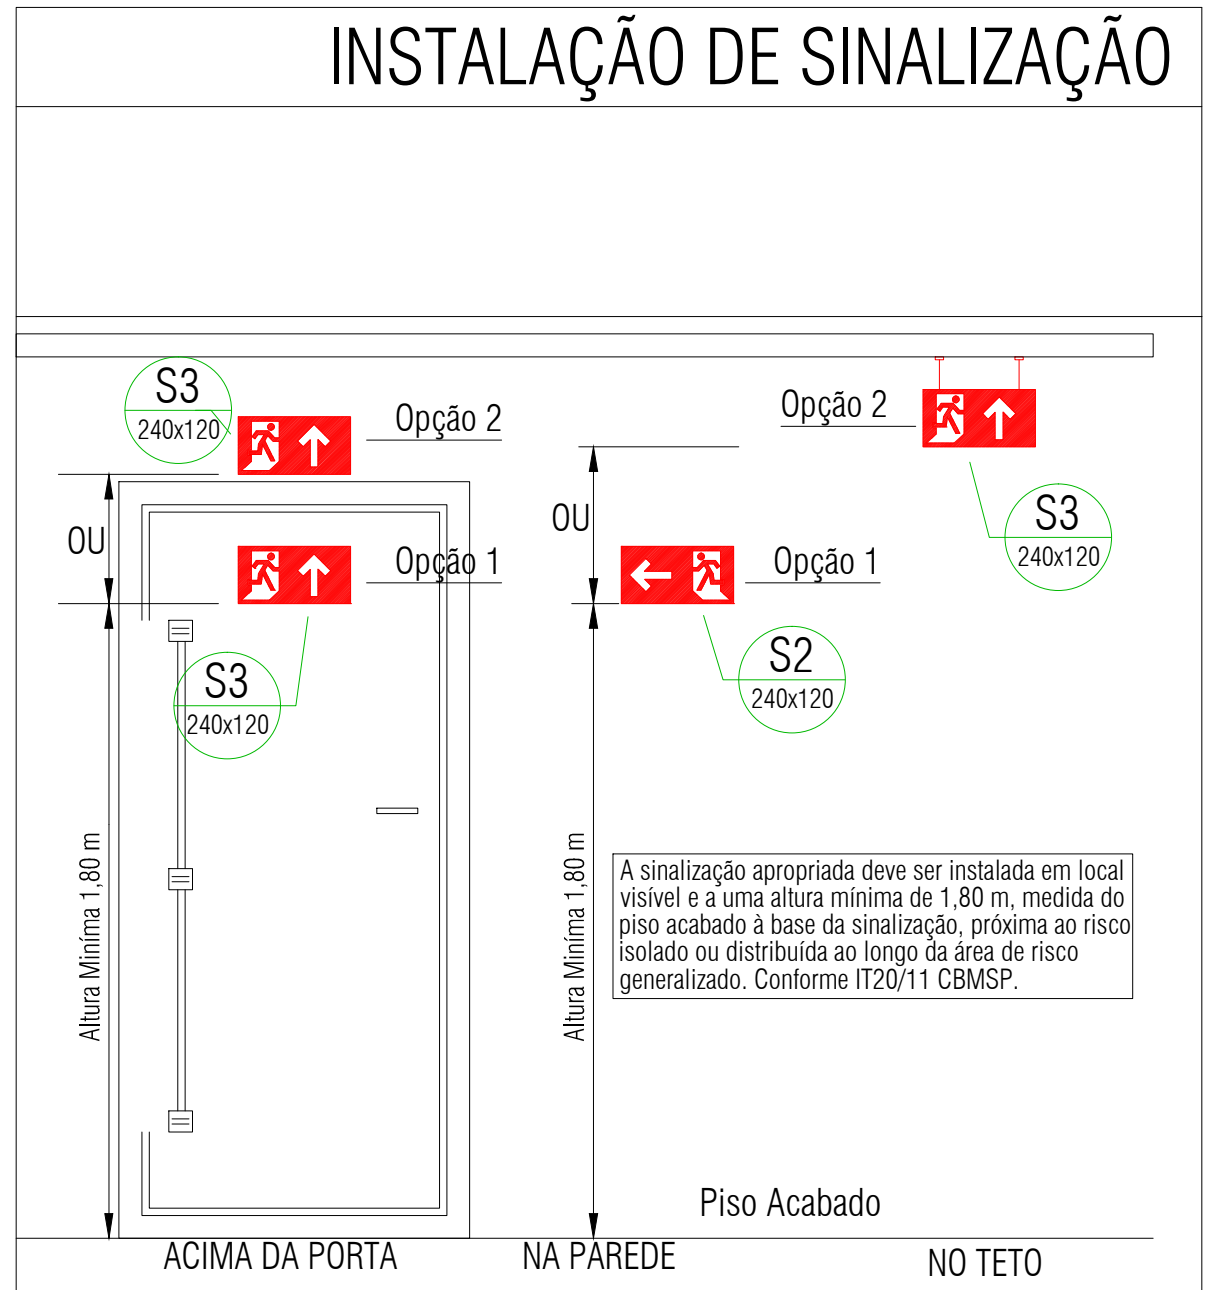 INSTALAÇÃO DE SINALIZAÇÃO
S3
240x120
Opção 2
Opção 2
OU
OU
S3
240x120
Opção 1
Opção 1
S3
240x120
S2
240x120
Altura Miníma 1,80 m
Altura Miníma 1,80 m
A sinalização apropriada deve ser instalada em local
visível e a uma altura mínima de 1,80 m, medida do
piso acabado à base da sinalização, próxima ao risco
isolado ou distribuída ao longo da área de risco
generalizado. Conforme IT20/11 CBMSP.
Piso Acabado
ACIMA DA PORTA
NA PAREDE
NO TETO